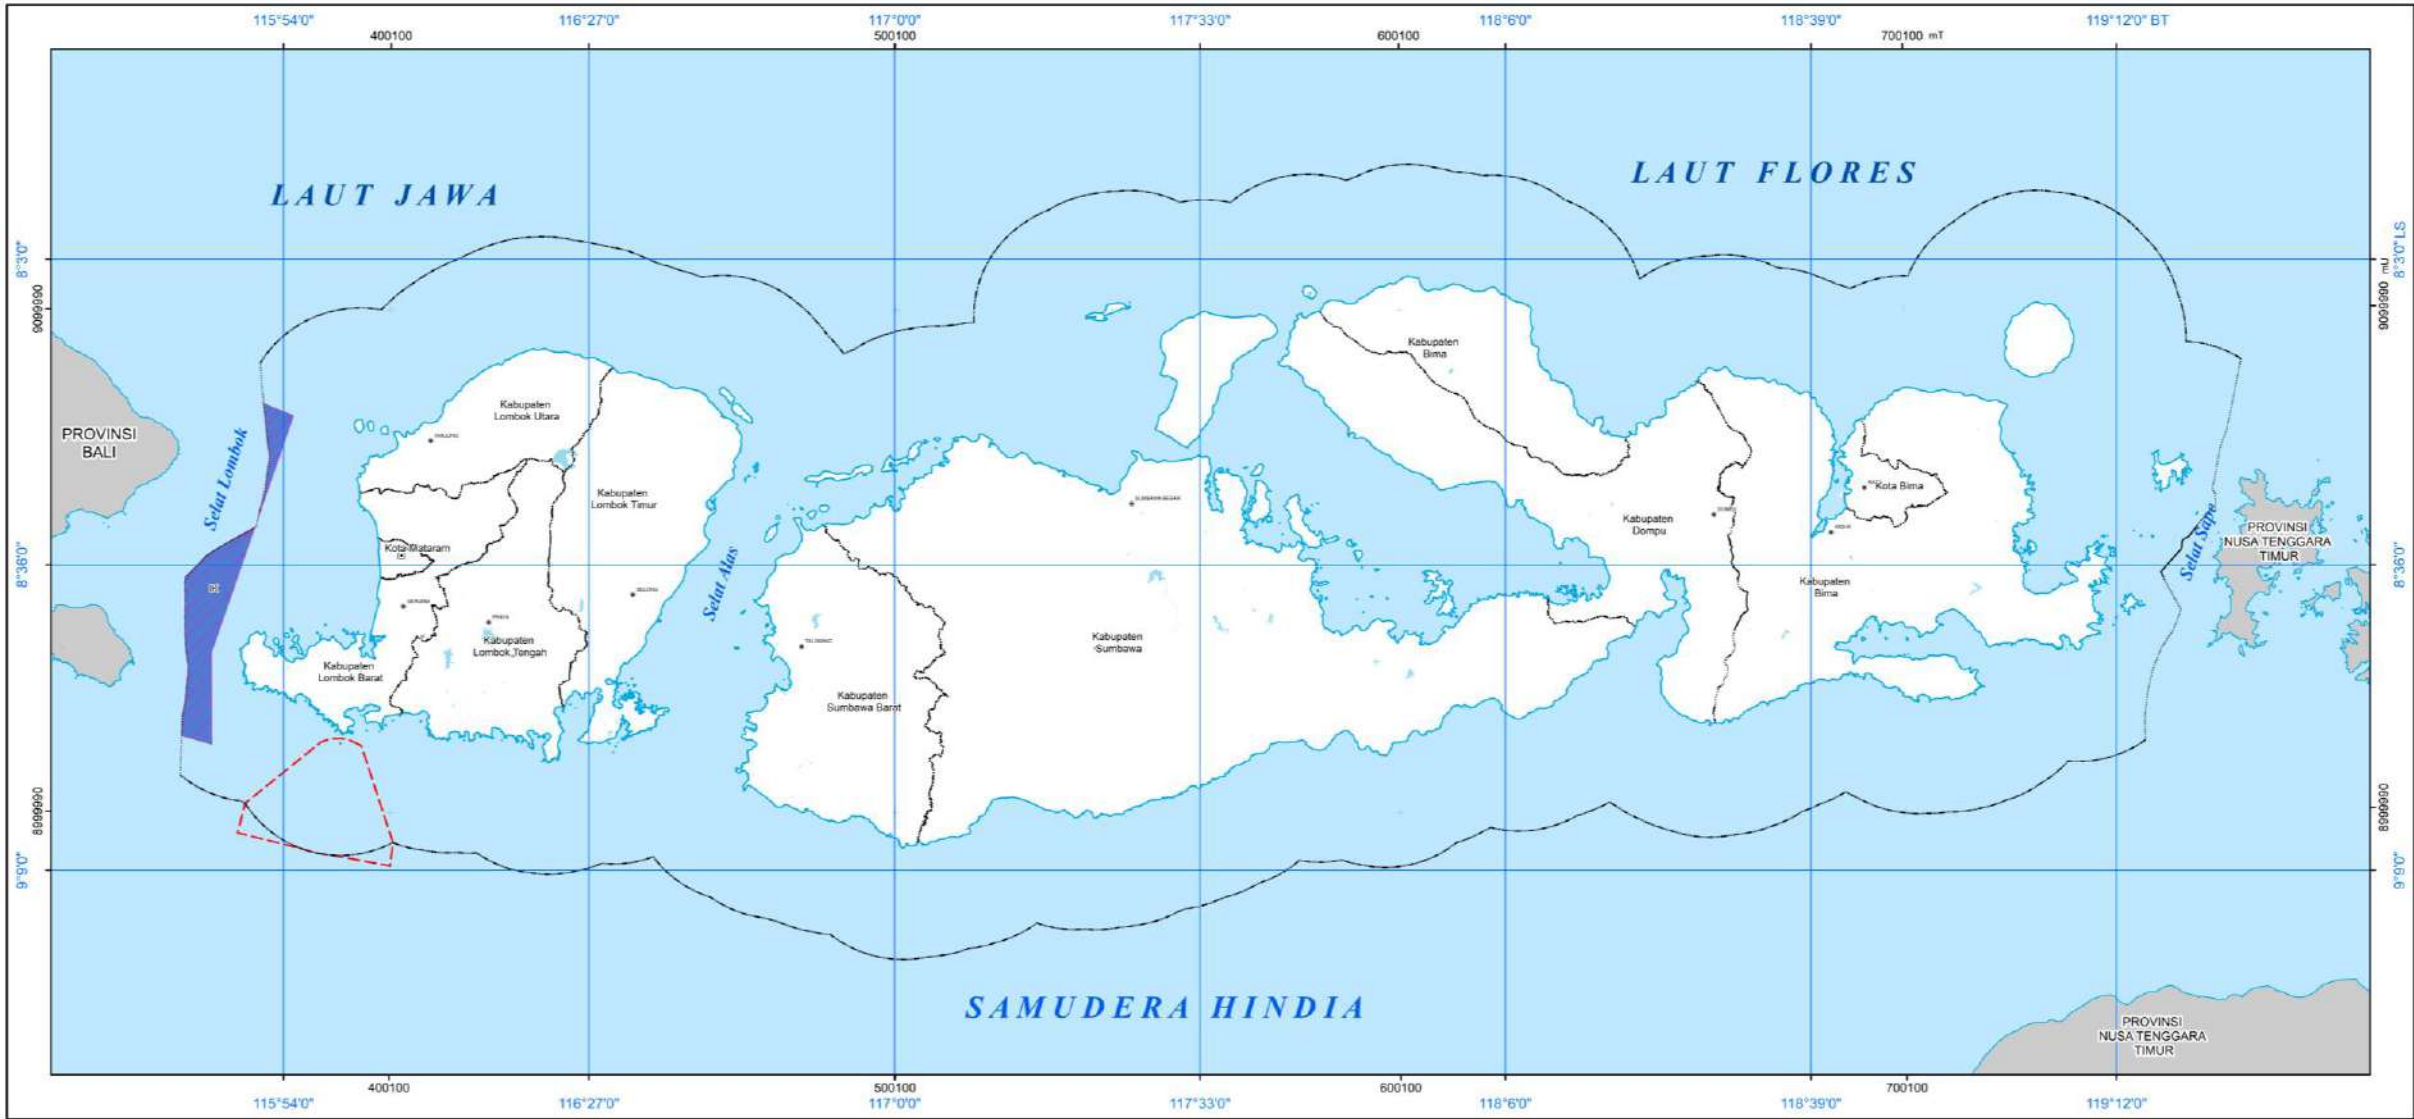 115°54'0" 116°27'0" 117°0'0" 117°33'0" 118°6'0" 118°39'0" 119°12'0" BT
400100 500100 600100 700100 mT
LAUT JAWA
LAUT FLORES
8°3'0"
8°3'0" LS
mU
9099990
9099990
PROVINSI
BALI
Selat Lombok
Kabupaten
Lombok Utara
Kabupaten
Lombok Timur
Kota Mataram
Kabupaten
Bima
Kota Bima
Kabupaten
Dompu
SUMBAWA BESAR
PROVINSI
NUSA TENGGARA
TIMUR
Selat Sape
8°36'0"
8°36'0"
Selat Alas
SELONG
PRAYA
Kabupaten
Lombok Tengah
Kabupaten
Lombok Barat
TALIWANG
Kabupaten
Sumbawa Barat
Kabupaten
Sumbawa
Kabupaten
Bima
8999990
8999990
9°9'0"
9°9'0"
SAMUDERA HINDIA
PROVINSI
NUSA TENGGARA
TIMUR
400100 500100 600100 700100
115°54'0" 116°27'0" 117°0'0" 117°33'0" 118°6'0" 118°39'0" 119°12'0"